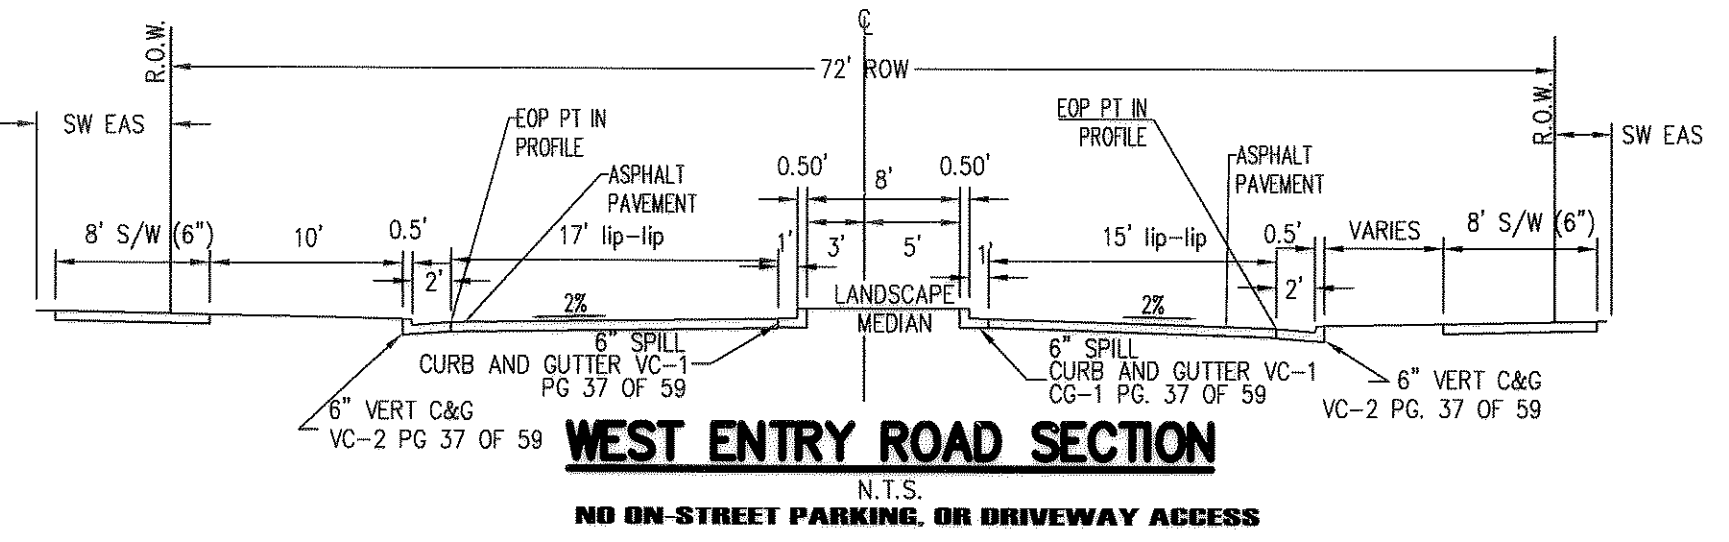 ℄
R.O.W.
72' ROW
R.O.W.
SW EAS
EOP PT IN
PROFILE
EOP PT IN
PROFILE
SW EAS
ASPHALT
PAVEMENT
0.50'
8'
0.50'
ASPHALT
PAVEMENT
8' S/W (6")
10'
0.5'
2'
17' lip-lip
1'
3'
5'
1'
15' lip-lip
0.5'
2'
VARIES
8' S/W (6")
2%
LANDSCAPE
MEDIAN
2%
6" SPILL
CURB AND GUTTER VC-1
PG 37 OF 59
6" SPILL
CURB AND GUTTER VC-1
CG-1 PG. 37 OF 59
6" VERT C&G
VC-2 PG 37 OF 59
6" VERT C&G
VC-2 PG. 37 OF 59
WEST ENTRY ROAD SECTION
N.T.S.
NO ON-STREET PARKING, OR DRIVEWAY ACCESS